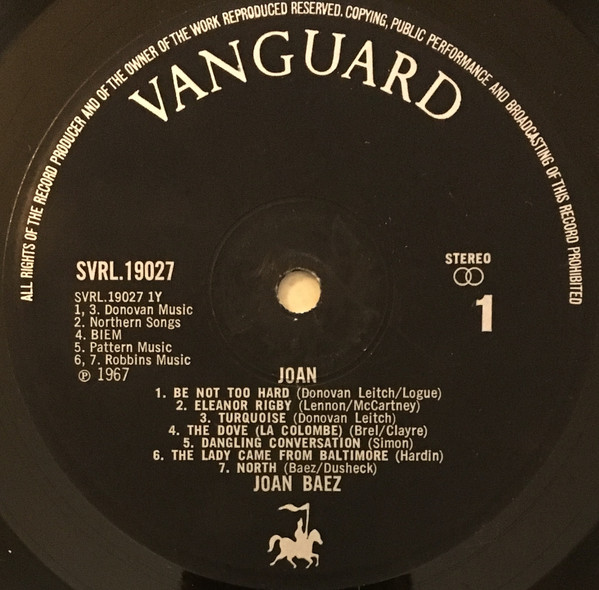 ALL RIGHTS OF THE RECORD PRODUCER AND OF THE OWNER OF THE WORK REPRODUCED RESERVED. COPYING, PUBLIC PERFORMANCE AND BROADCASTING OF THIS RECORD PROHIBITED
VANGUARD
SVRL.19027
STEREO
1
SVRL.19027 1Y
1, 3. Donovan Music
2. Northern Songs
4. BIEM
5. Pattern Music
6, 7. Robbins Music
℗ 1967
JOAN
1. BE NOT TOO HARD (Donovan Leitch/Logue)
2. ELEANOR RIGBY (Lennon/McCartney)
3. TURQUOISE (Donovan Leitch)
4. THE DOVE (LA COLOMBE) (Brel/Clayre)
5. DANGLING CONVERSATION (Simon)
6. THE LADY CAME FROM BALTIMORE (Hardin)
7. NORTH (Baez/Dusheck)
JOAN BAEZ